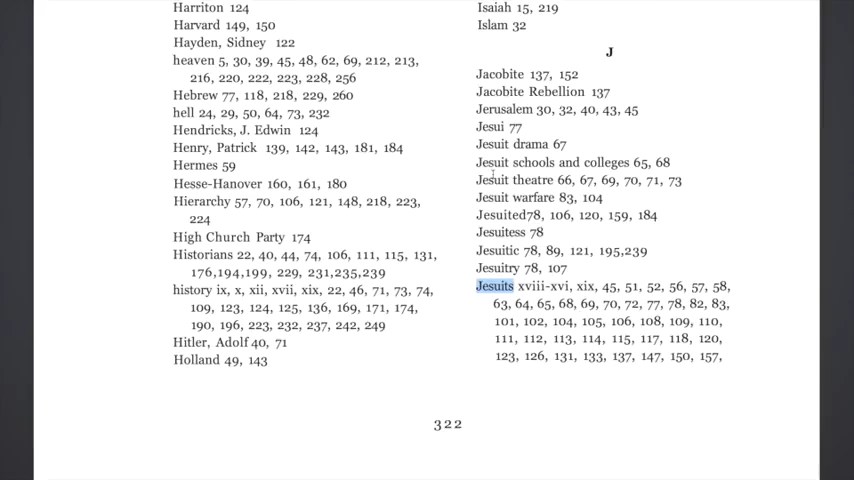 Harriton 124
Harvard 149, 150
Hayden, Sidney 122
heaven 5, 30, 39, 45, 48, 62, 69, 212, 213,
216, 220, 222, 223, 228, 256
Hebrew 77, 118, 218, 229, 260
hell 24, 29, 50, 64, 73, 232
Hendricks, J. Edwin 124
Henry, Patrick 139, 142, 143, 181, 184
Hermes 59
Hesse-Hanover 160, 161, 180
Hierarchy 57, 70, 106, 121, 148, 218, 223,
224
High Church Party 174
Historians 22, 40, 44, 74, 106, 111, 115, 131,
176,194,199, 229, 231,235,239
history ix, x, xii, xvii, xix, 22, 46, 71, 73, 74,
109, 123, 124, 125, 136, 169, 171, 174,
190, 196, 223, 232, 237, 242, 249
Hitler, Adolf 40, 71
Holland 49, 143
Isaiah 15, 219
Islam 32
J
Jacobite 137, 152
Jacobite Rebellion 137
Jerusalem 30, 32, 40, 43, 45
Jesui 77
Jesuit drama 67
Jesuit schools and colleges 65, 68
Jesuit theatre 66, 67, 69, 70, 71, 73
Jesuit warfare 83, 104
Jesuited78, 106, 120, 159, 184
Jesuitess 78
Jesuitic 78, 89, 121, 195,239
Jesuitry 78, 107
Jesuits xviii-xvi, xix, 45, 51, 52, 56, 57, 58,
63, 64, 65, 68, 69, 70, 72, 77, 78, 82, 83,
101, 102, 104, 105, 106, 108, 109, 110,
111, 112, 113, 114, 115, 117, 118, 120,
123, 126, 131, 133, 137, 147, 150, 157,
322